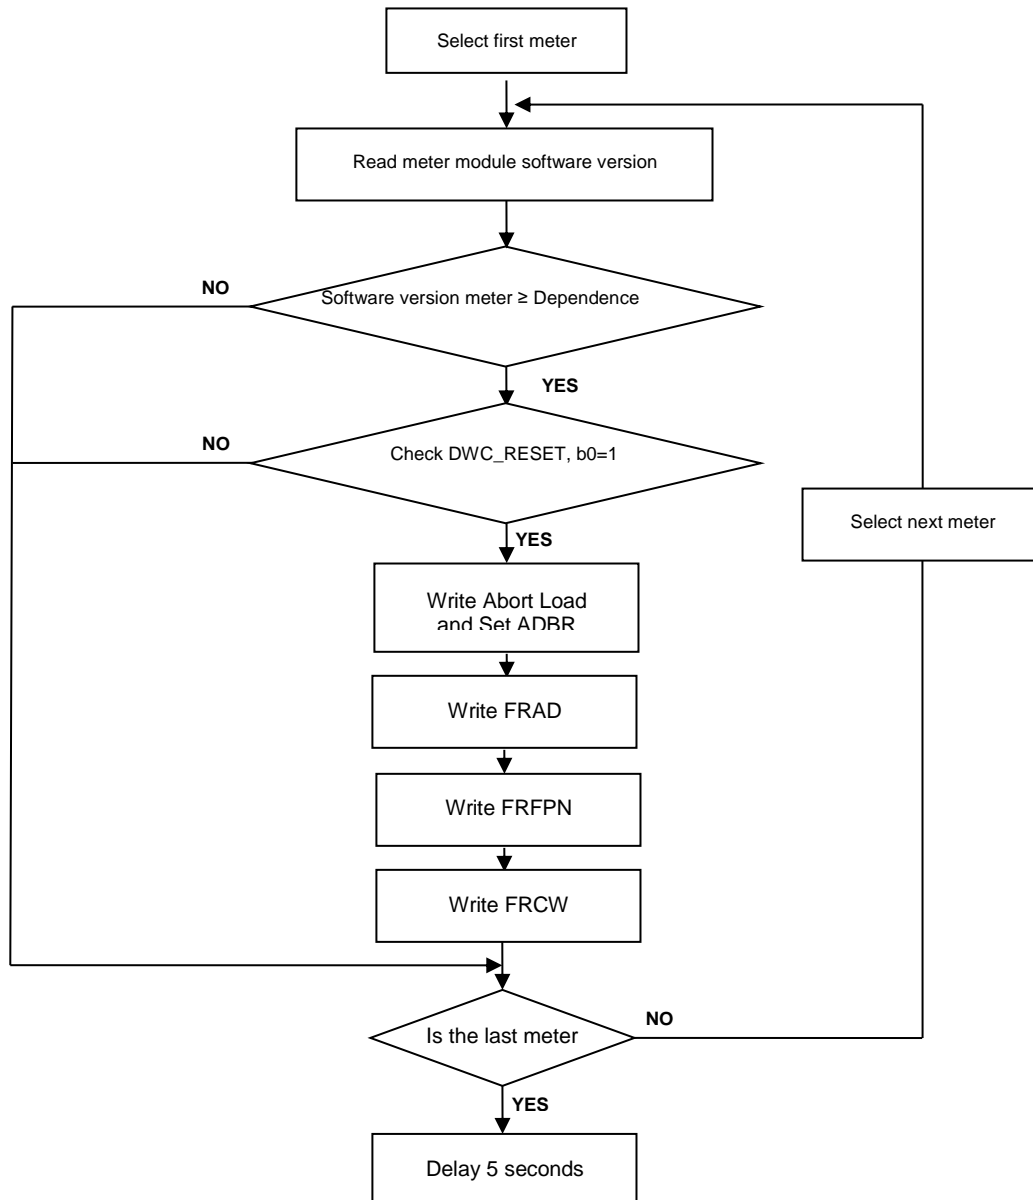 Select first meter
Read meter module software version
NO
Software version meter ≥ Dependence
YES
NO
Check DWC_RESET, b0=1
Select next meter
YES
Write Abort Load
and Set ADBR
Write FRAD
Write FRFPN
Write FRCW
Is the last meter
NO
YES
Delay 5 seconds